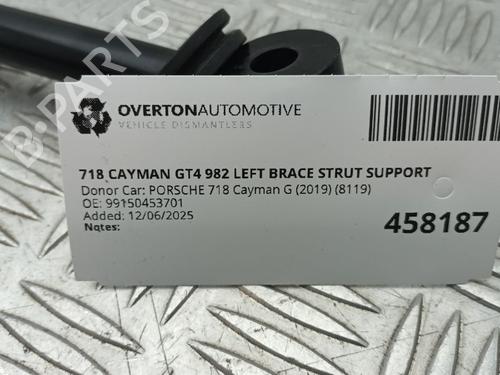 OVERTONAUTOMOTIVE
VEHICLE DISMANTLERS
718 CAYMAN GT4 982 LEFT BRACE STRUT SUPPORT
Donor Car: PORSCHE 718 Cayman G (2019) (8119)
OE: 99150453701
Added: 12/06/2025
Notes:
458187
B-PARTS